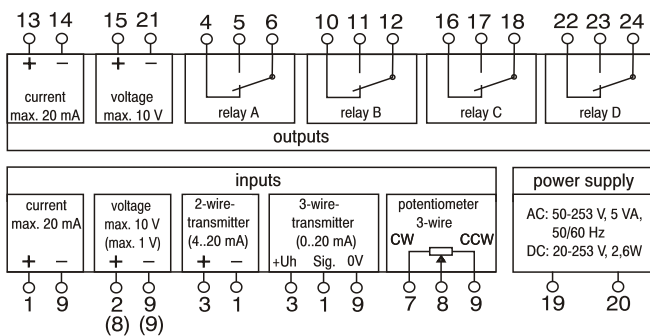 13 14 15 21 4 5 6 10 11 12 16 17 18 22 23 24
+ − + −
current
max. 20 mA
voltage
max. 10 V
relay A
relay B
relay C
relay D
outputs
inputs
current
max. 20 mA
+ −
voltage
max. 10 V
(max. 1 V)
+ −
2-wire-
transmitter
(4..20 mA)
+ −
3-wire-
transmitter
(0..20 mA)
+Uh Sig. 0V
potentiometer
3-wire
CW CCW
power supply
AC: 50-253 V, 5 VA,
50/60 Hz
DC: 20-253 V, 2,6W
1 9 2 9 3 1 3 1 9 7 8 9 19 20
(8) (9)